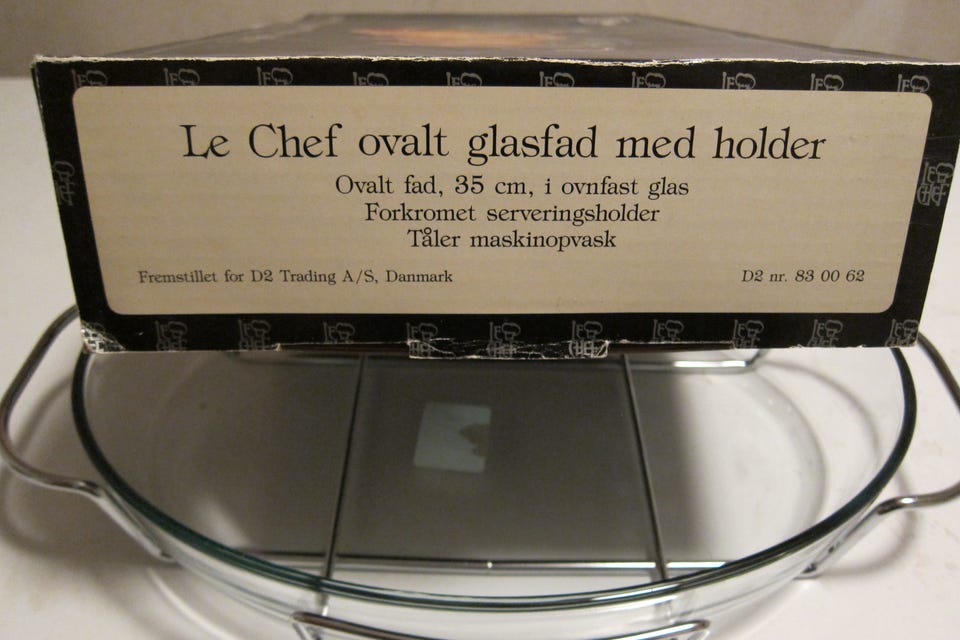 Le Chef ovalt glasfad med holder
Ovalt fad, 35 cm, i ovnfast glas
Forkromet serveringsholder
Tåler maskinopvask
Fremstillet for D2 Trading A/S, Danmark
D2 nr. 83 00 62